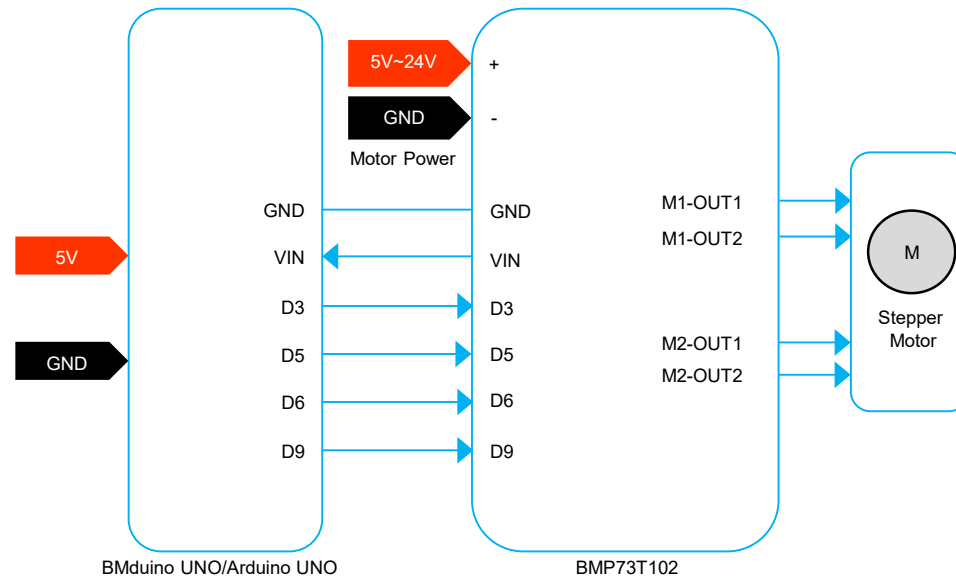 5V~24V
+
GND
-
Motor Power
GND
GND
M1-OUT1
5V
VIN
VIN
M1-OUT2
M
D3
D3
Stepper
Motor
GND
D5
D5
M2-OUT1
M2-OUT2
D6
D6
D9
D9
BMduino UNO/Arduino UNO
BMP73T102